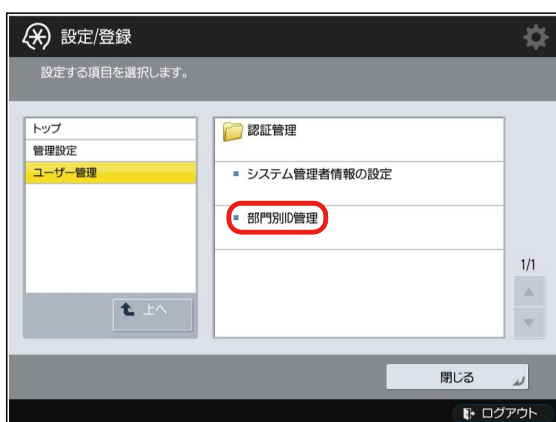 設定/登録
設定する項目を選択します。
トップ
管理設定
ユーザー管理
上へ
認証管理
システム管理者情報の設定
部門別ID管理
1/1
閉じる
ログアウト